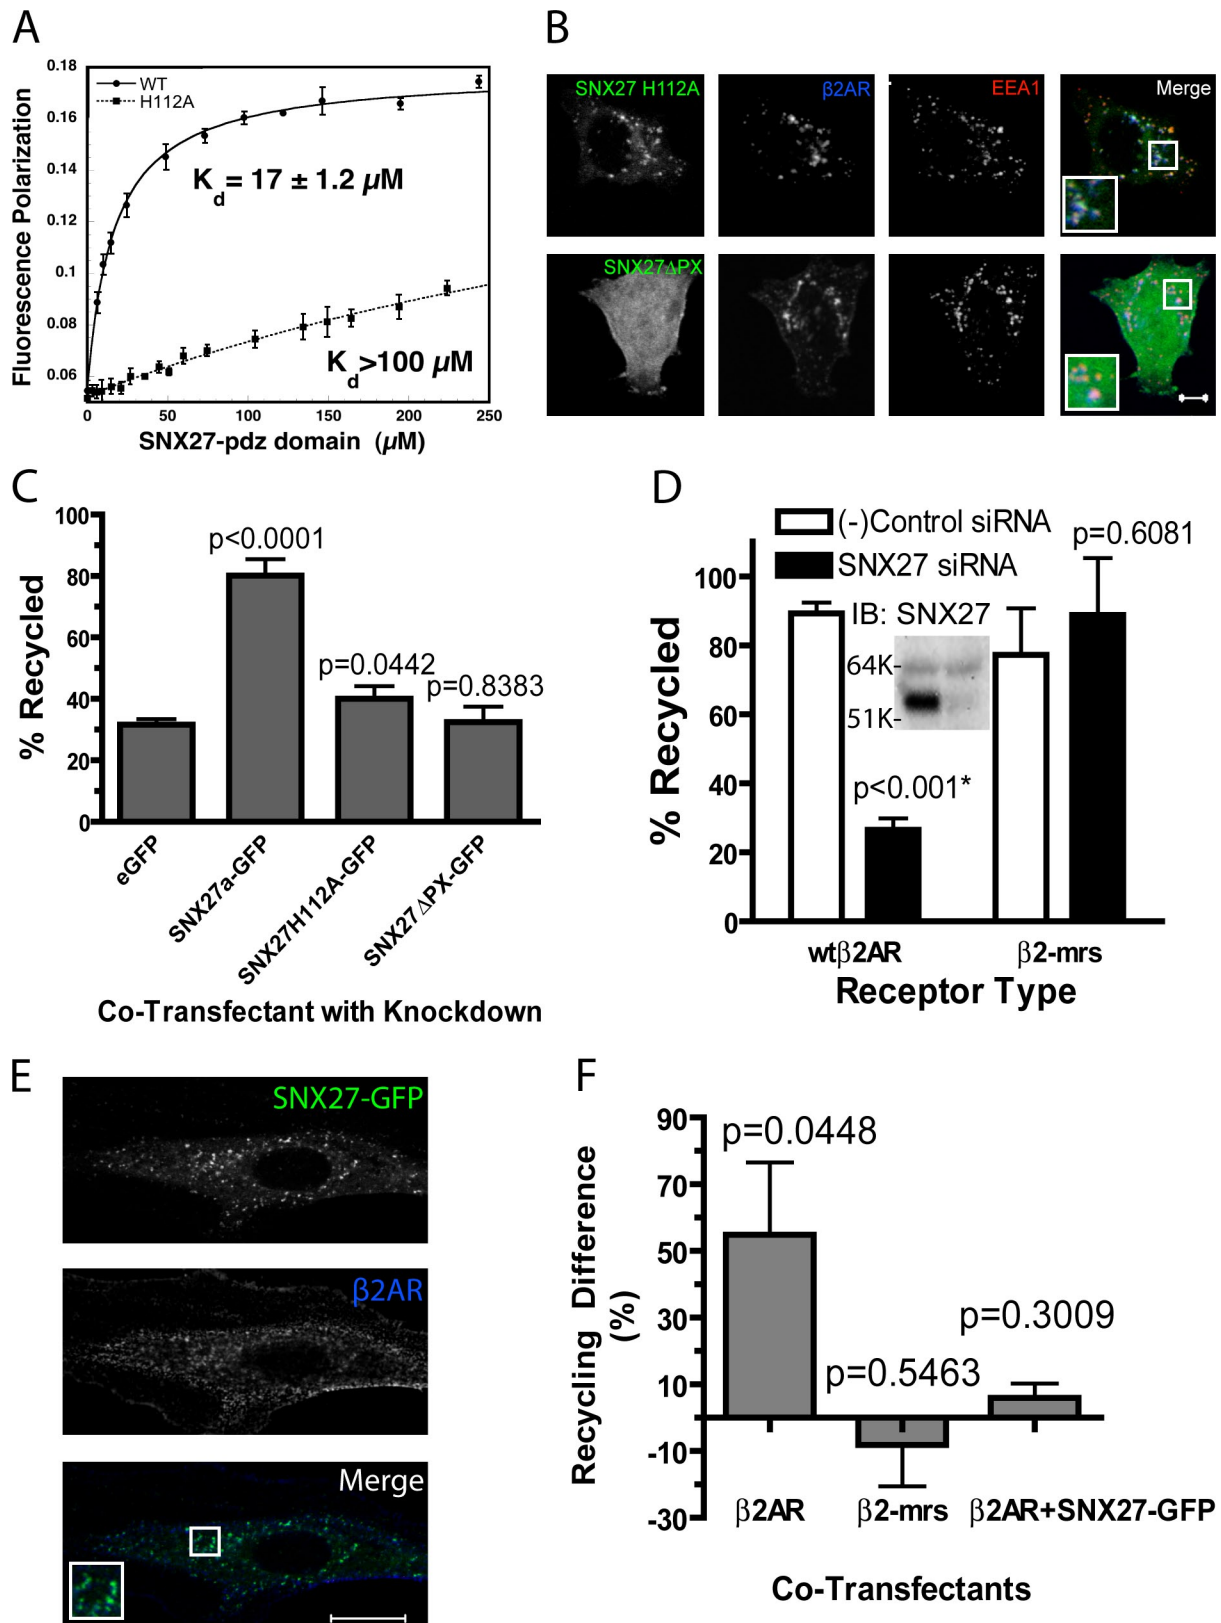 A
0.18
0.16
0.14
0.12
0.1
0.08
0.06
Fluorescence Polarization
WT
H112A
Kd = 17 ± 1.2 µM
Kd>100 µM
0 50 100 150 200 250
SNX27-pdz domain (µM)
B
SNX27 H112A
β2AR
EEA1
Merge
SNX27ΔPX
C
100
80
60
40
20
0
% Recycled
p<0.0001
p=0.0442
p=0.8383
eGFP
SNX27a-GFP
SNX27H112A-GFP
SNX27ΔPX-GFP
Co-Transfectant with Knockdown
D
(-)Control siRNA
SNX27 siRNA
p=0.6081
IB: SNX27
64K-
51K-
p<0.001*
100
80
60
40
20
0
% Recycled
wtβ2AR
β2-mrs
Receptor Type
E
SNX27-GFP
β2AR
Merge
F
90
70
50
30
10
-10
-30
Recycling Difference
(%)
p=0.0448
p=0.5463
p=0.3009
β2AR
β2-mrs
β2AR+SNX27-GFP
Co-Transfectants